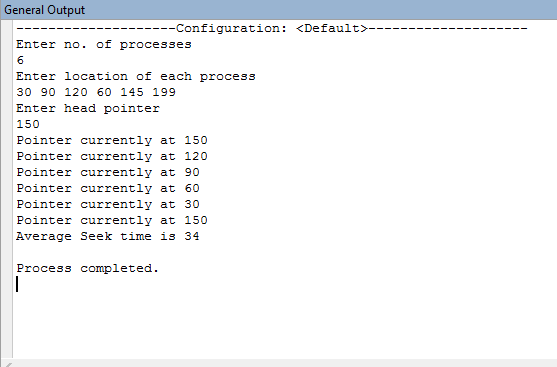 General Output
--------------------Configuration: <Default>--------------------
Enter no. of processes
6
Enter location of each process
30 90 120 60 145 199
Enter head pointer
150
Pointer currently at 150
Pointer currently at 120
Pointer currently at 90
Pointer currently at 60
Pointer currently at 30
Pointer currently at 150
Average Seek time is 34
Process completed.